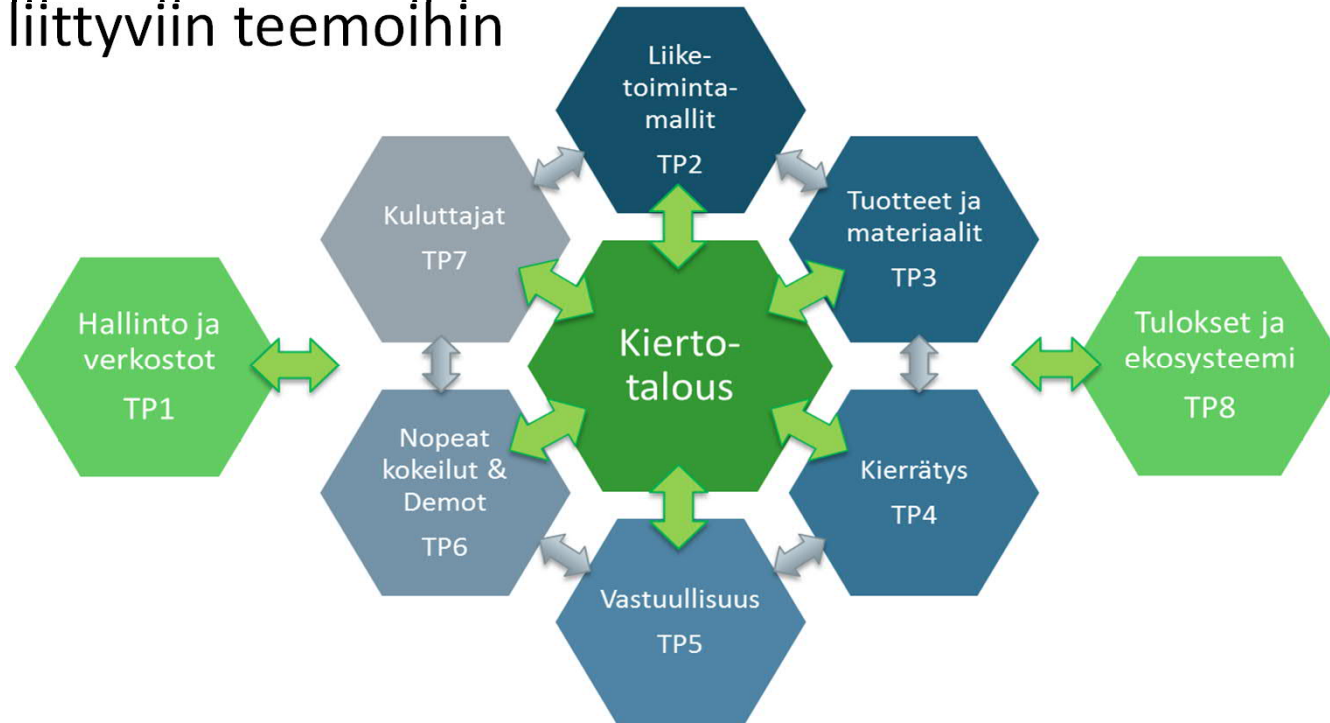 liittyviin teemoihin
Liike-
toiminta-
mallit
TP2
Kuluttajat
TP7
Tuotteet ja
materiaalit
TP3
Hallinto ja
verkostot
TP1
Kierto-
talous
Tulokset ja
ekosysteemi
TP8
Nopeat
kokeilut &
Demot
TP6
Kierrätys
TP4
Vastuullisuus
TP5